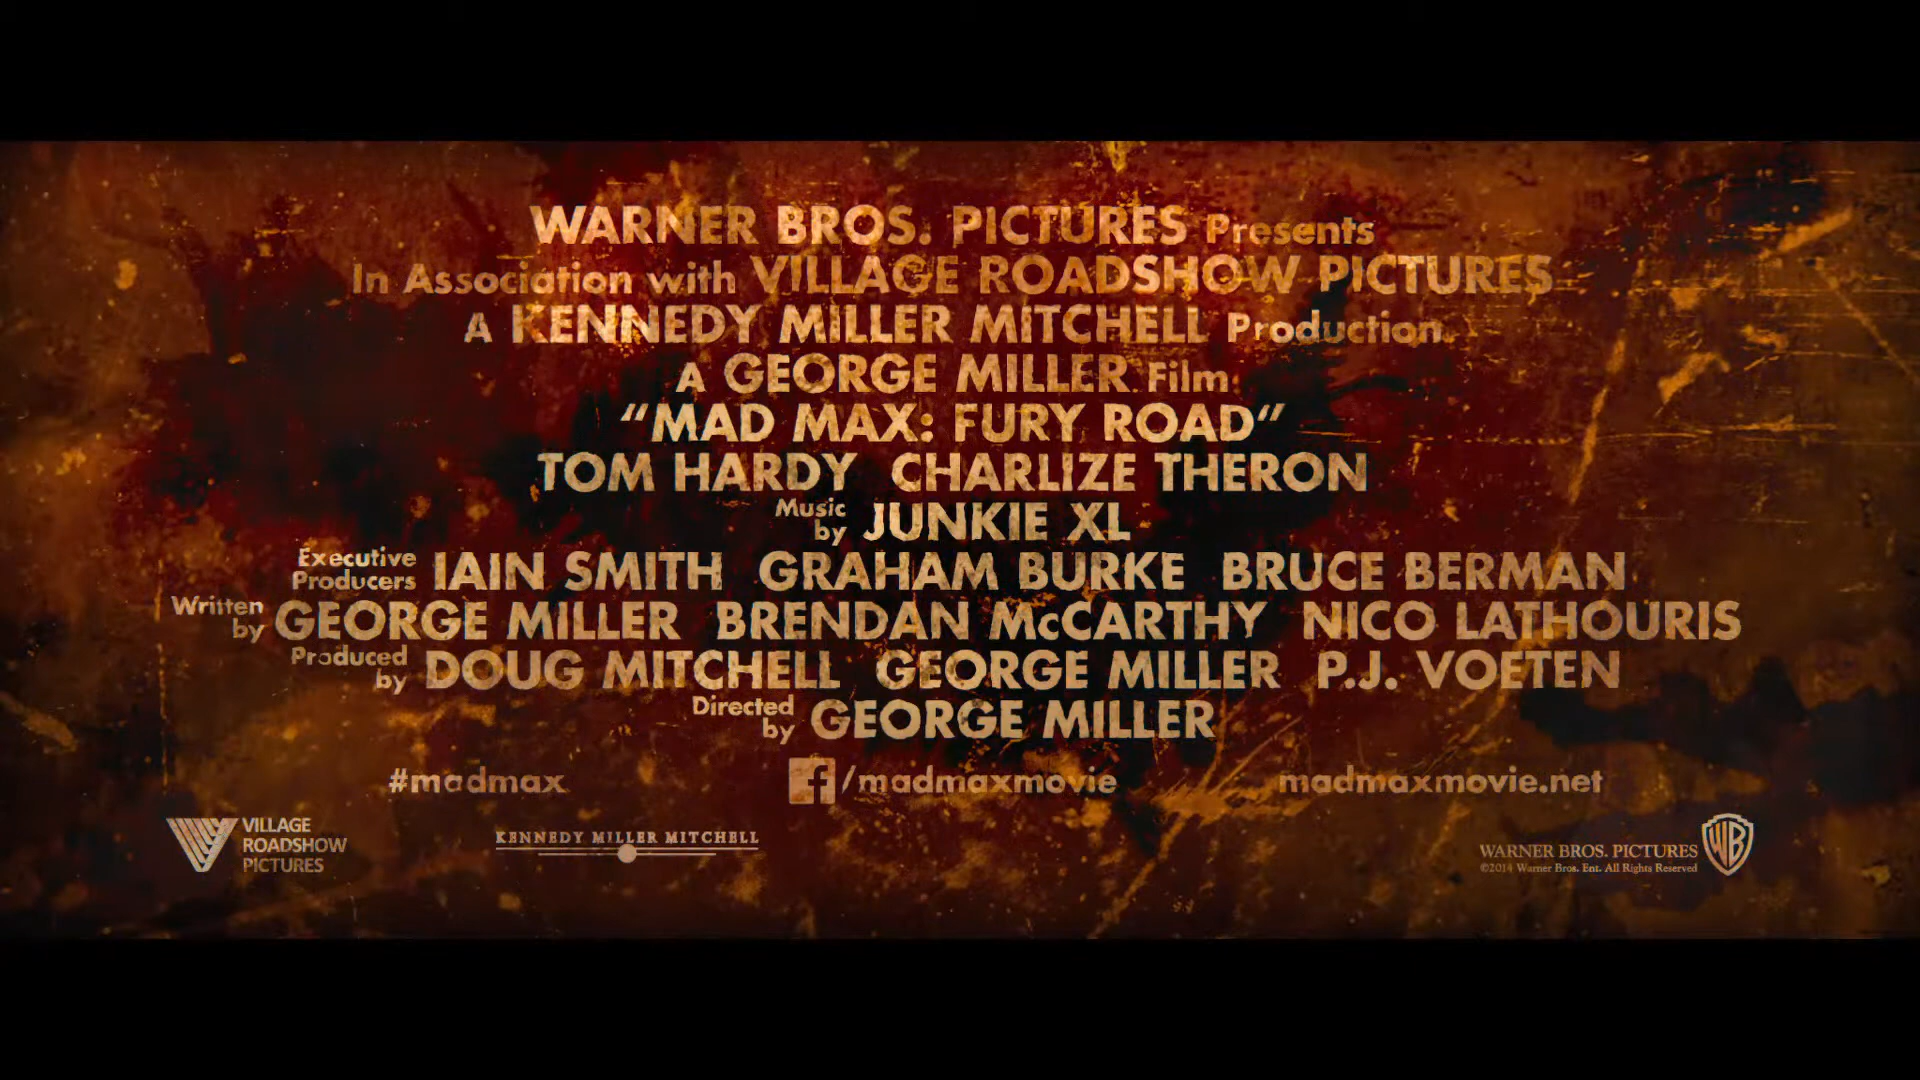 WARNER BROS. PICTURES Presents
In Association with VILLAGE ROADSHOW PICTURES
A KENNEDY MILLER MITCHELL Production
A GEORGE MILLER Film
“MAD MAX: FURY ROAD”
TOM HARDY CHARLIZE THERON
Music by JUNKIE XL
Executive Producers IAIN SMITH GRAHAM BURKE BRUCE BERMAN
Written by GEORGE MILLER BRENDAN McCARTHY NICO LATHOURIS
Produced by DOUG MITCHELL GEORGE MILLER P.J. VOETEN
Directed by GEORGE MILLER
#madmax f/madmaxmovie madmaxmovie.net
VILLAGE
ROADSHOW
PICTURES
KENNEDY MILLER MITCHELL
WARNER BROS. PICTURES WB
©2014 Warner Bros. Ent. All Rights Reserved